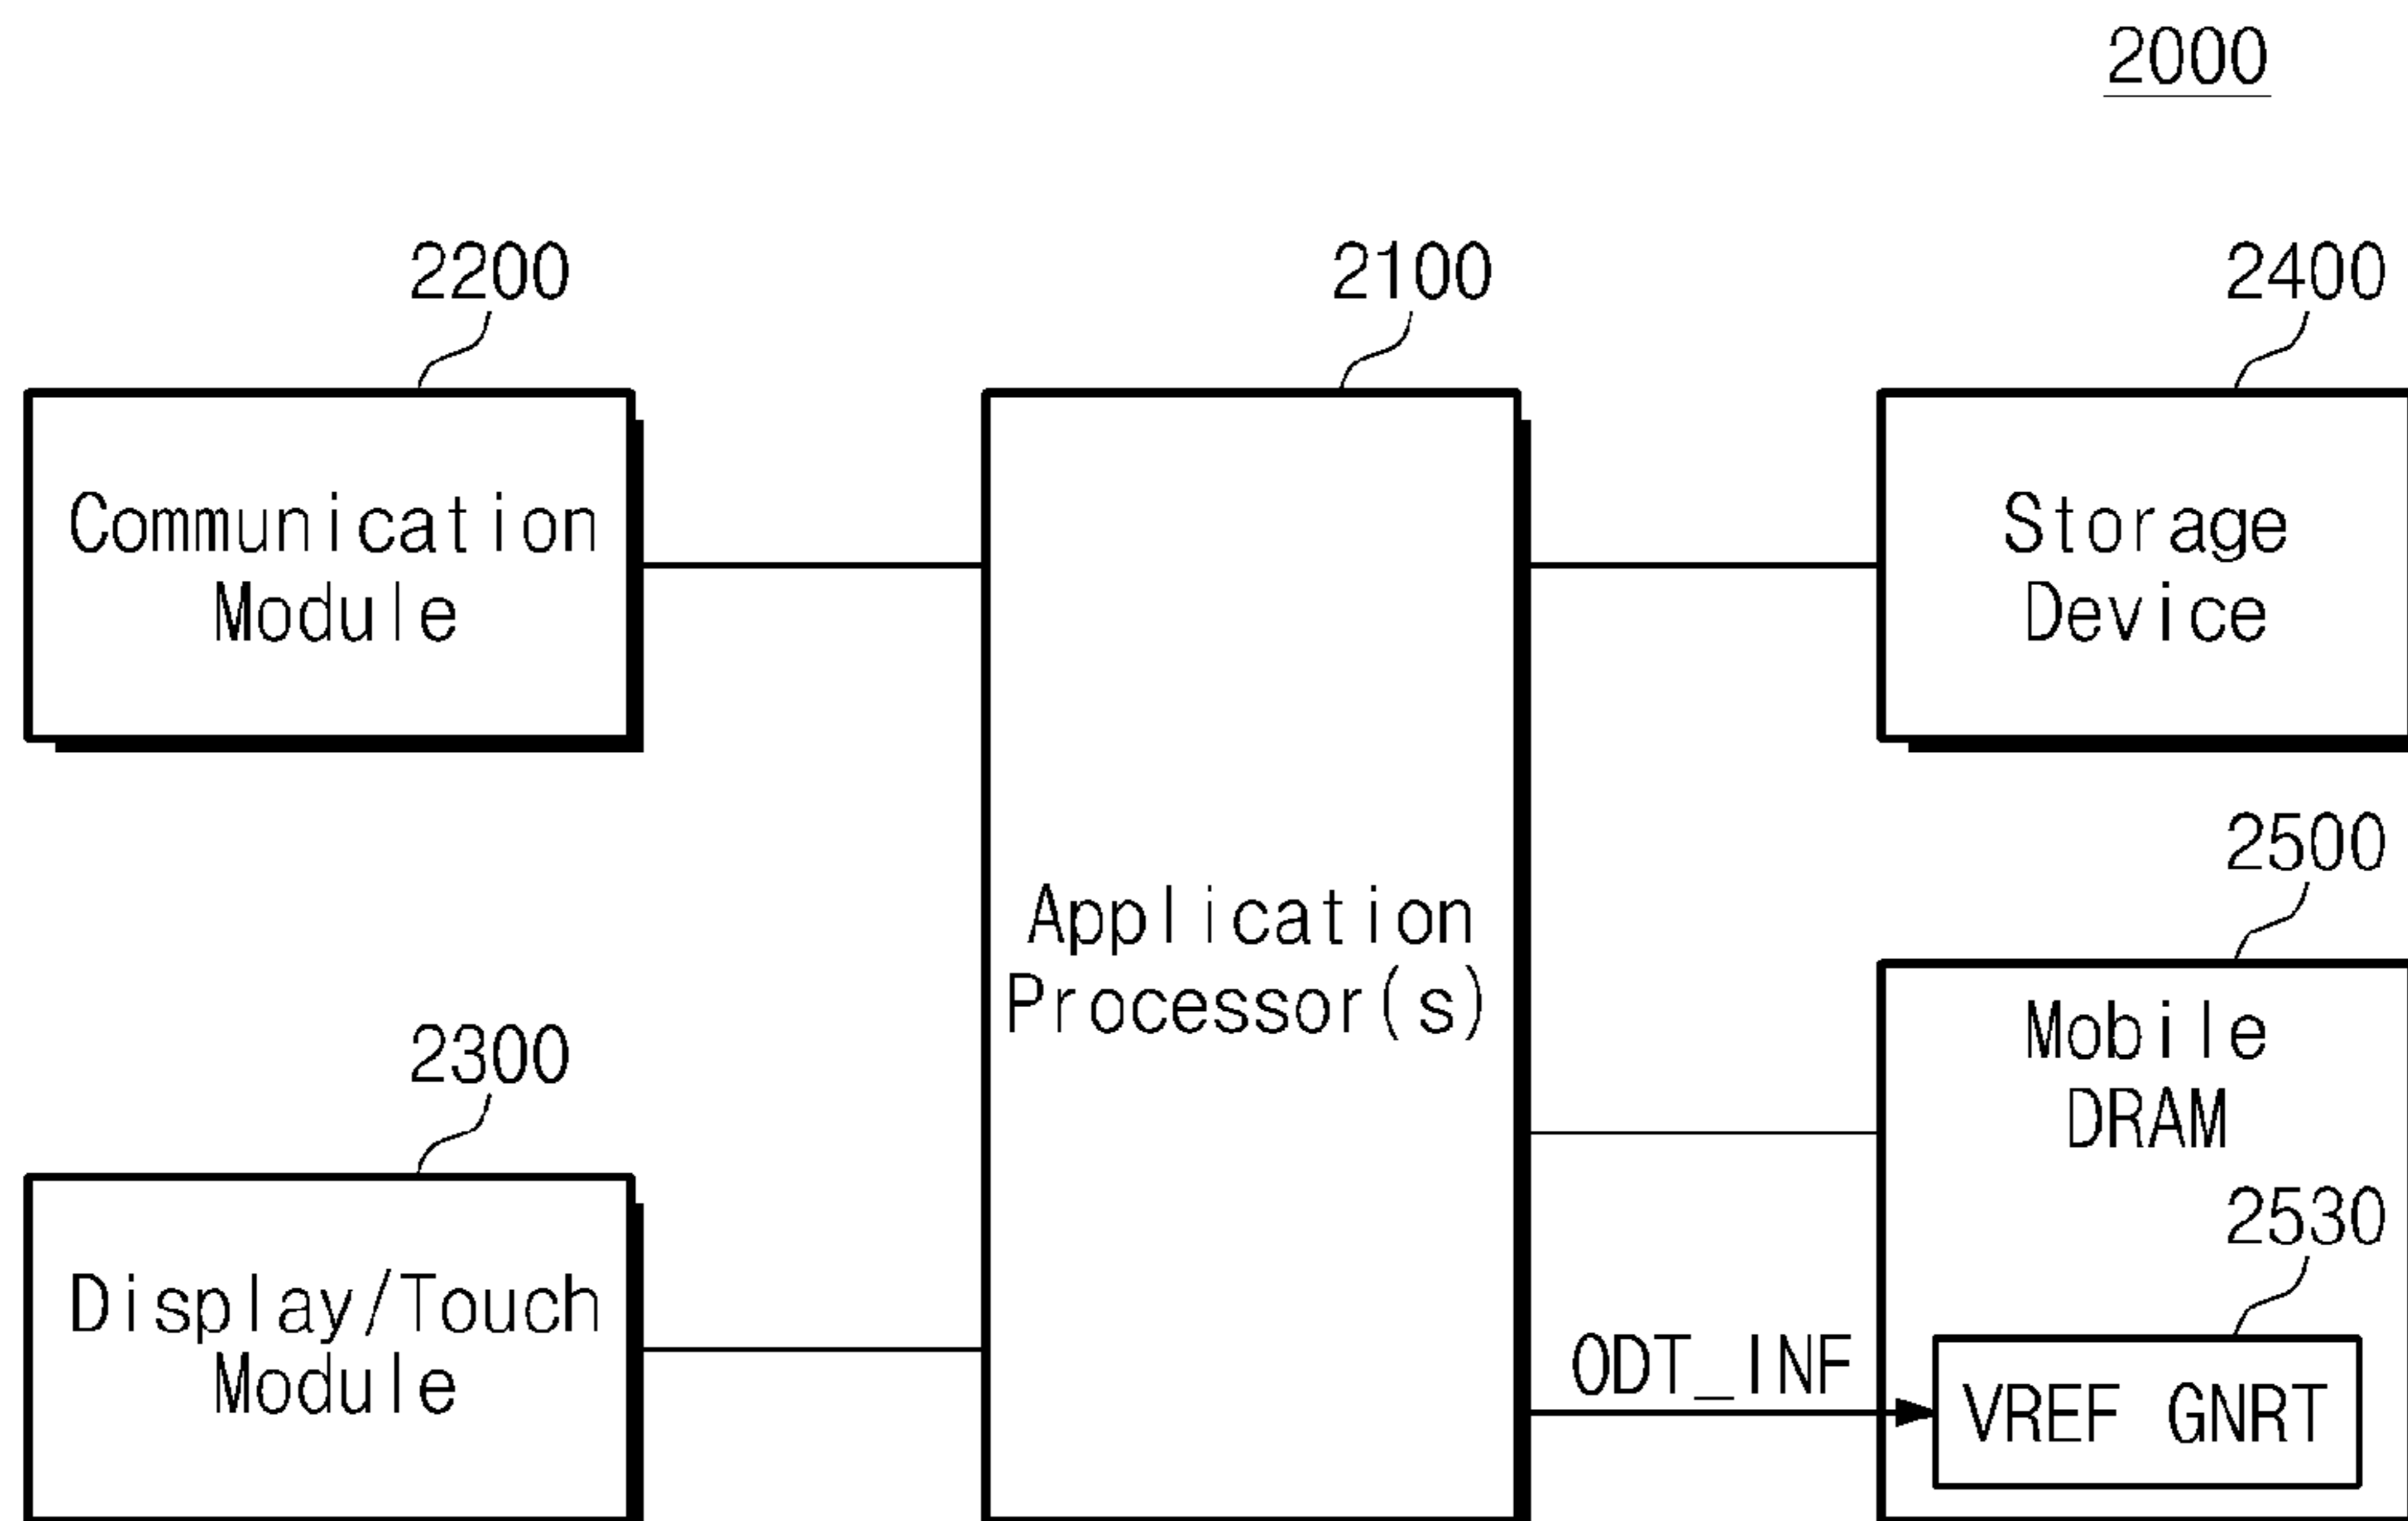 2000
2200
2100
2400
Communication
Module
Storage
Device
2500
Application
Processor(s)
Mobile
DRAM
2300
2530
Display/Touch
Module
ODT_INF
VREF GNRT